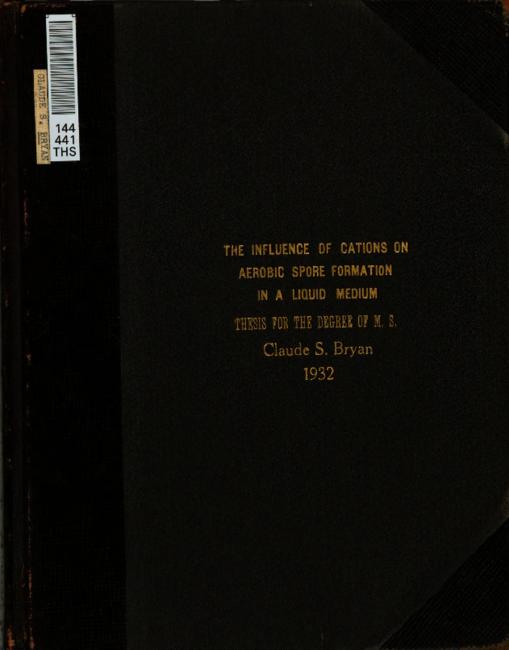 144
441
THS
CLAUDE S. BRYAN
THE INFLUENCE OF CATIONS ON
AEROBIC SPORE FORMATION
IN A LIQUID MEDIUM
THESIS FOR THE DEGREE OF M. S.
Claude S. Bryan
1932